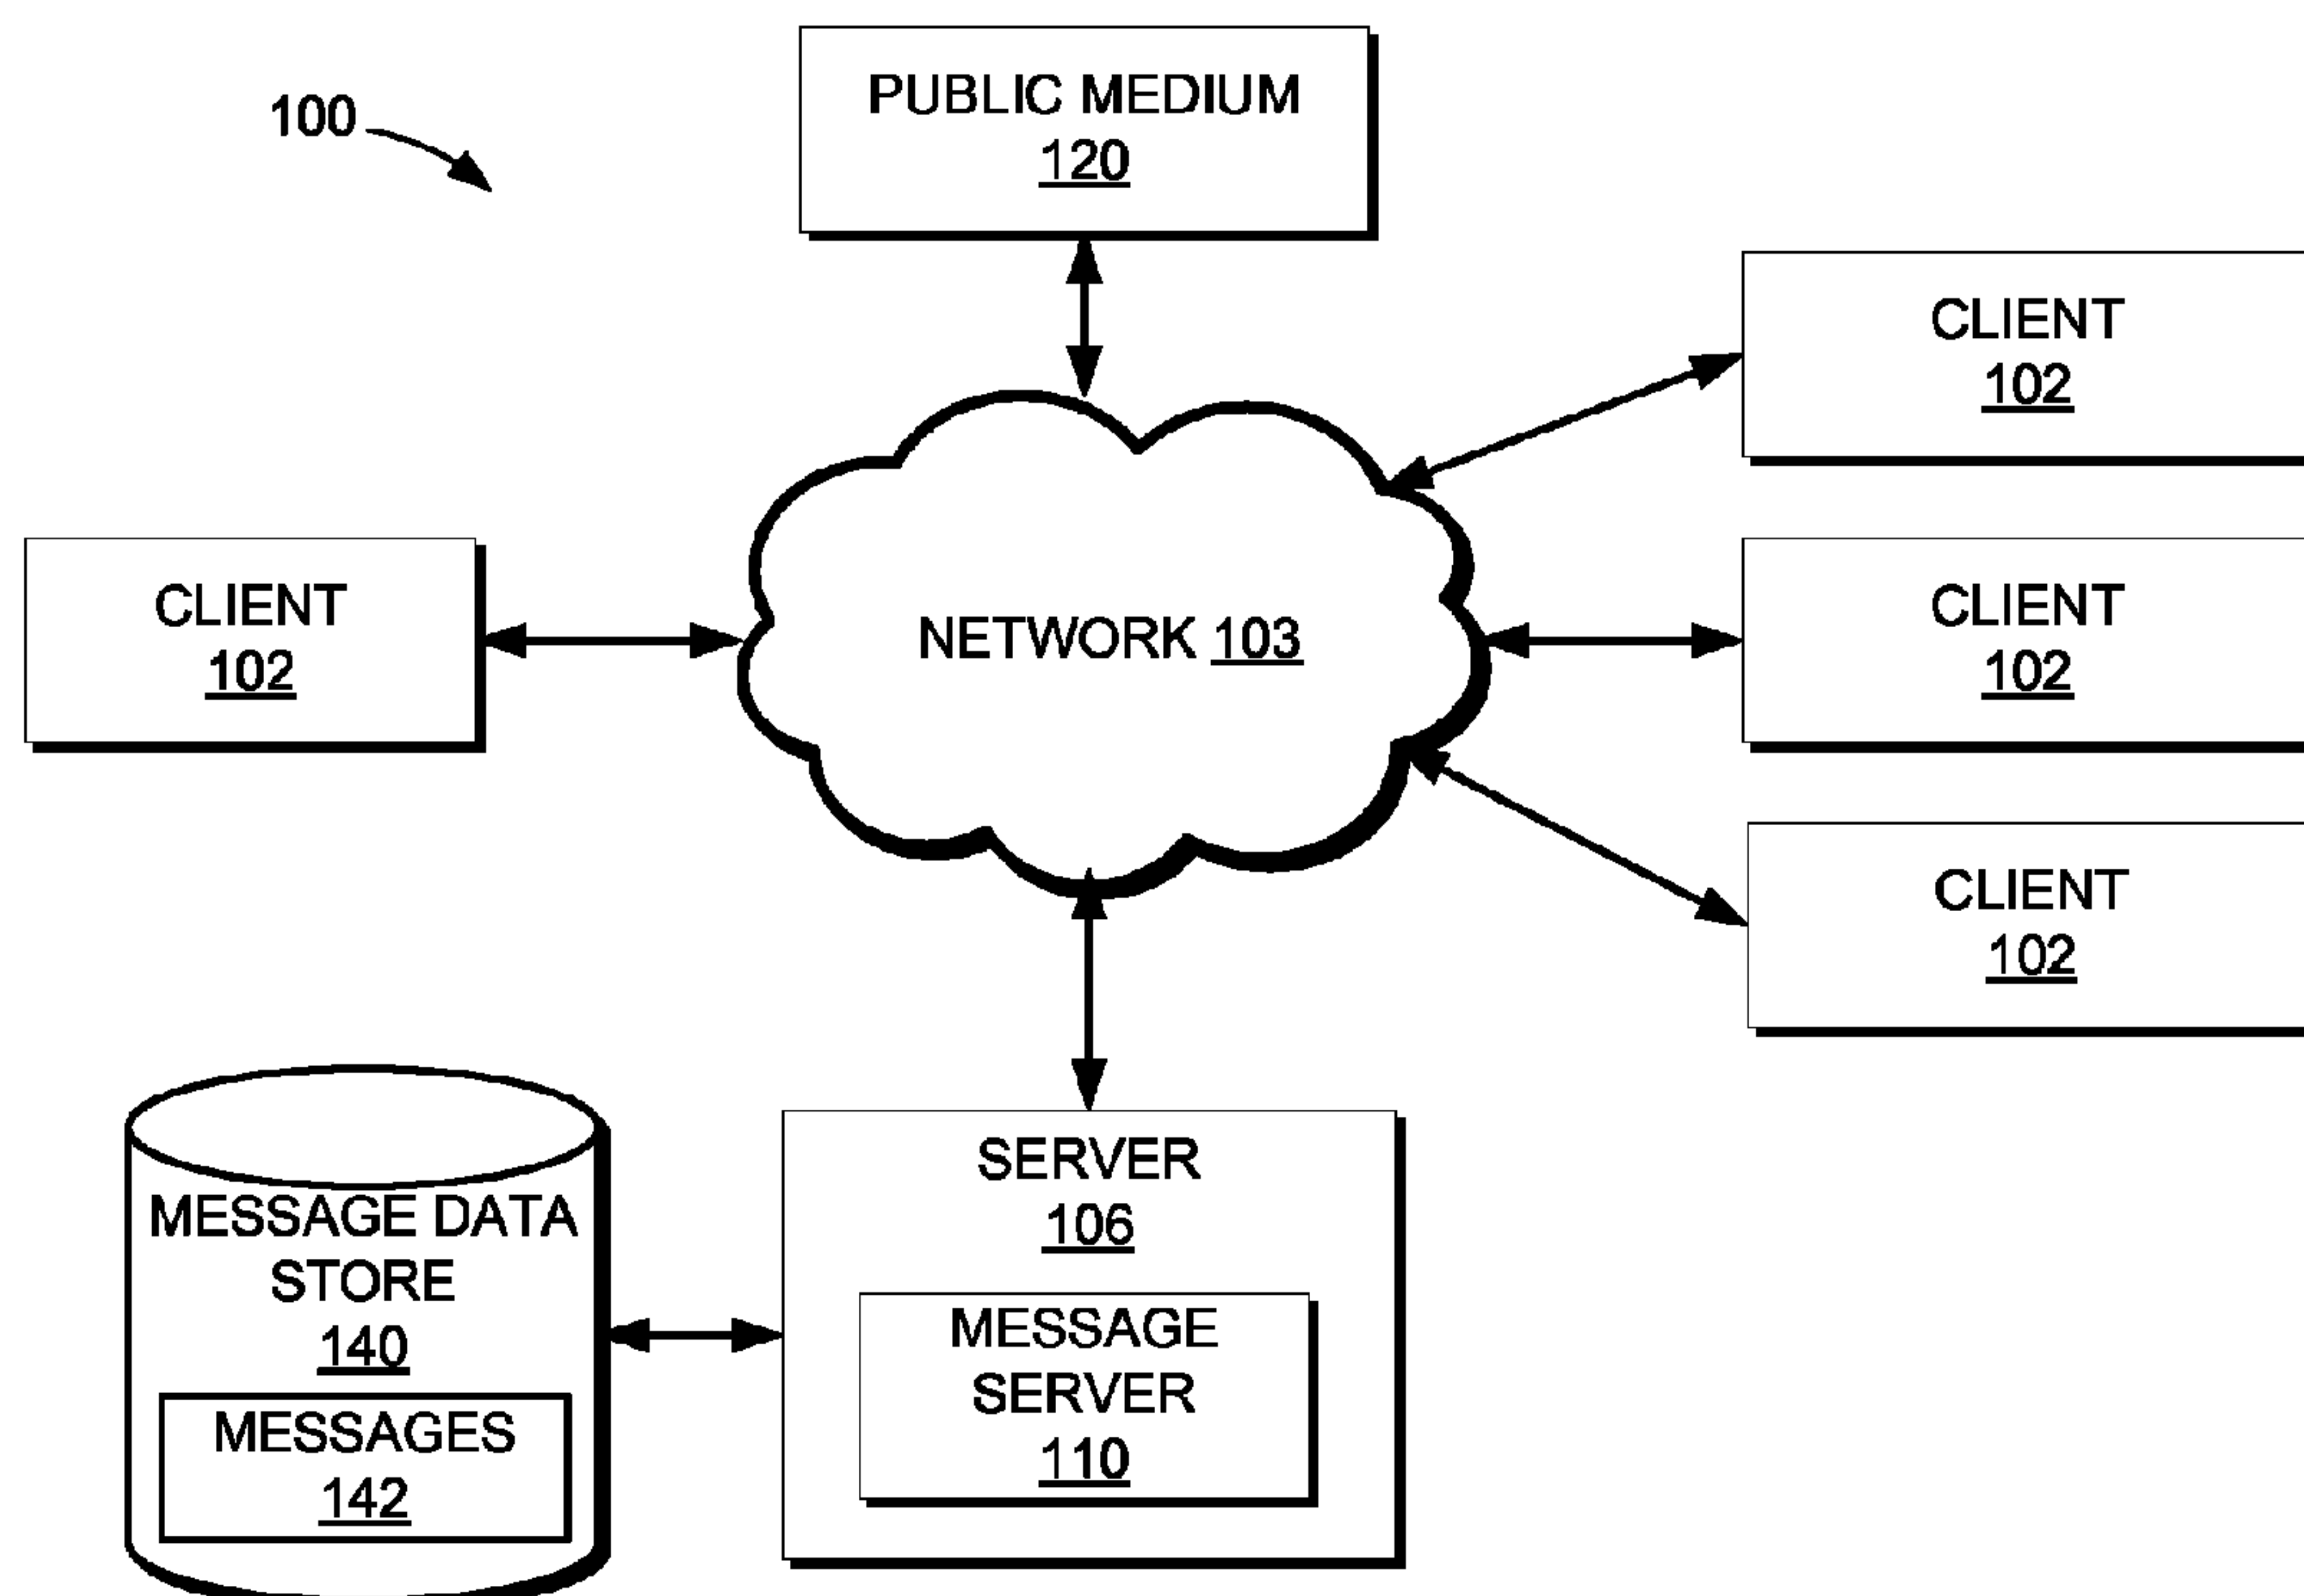 PUBLIC MEDIUM
120
100
CLIENT
102
CLIENT
102
NETWORK 103
CLIENT
102
CLIENT
102
MESSAGE DATA
STORE
140
MESSAGES
142
SERVER
106
MESSAGE
SERVER
110